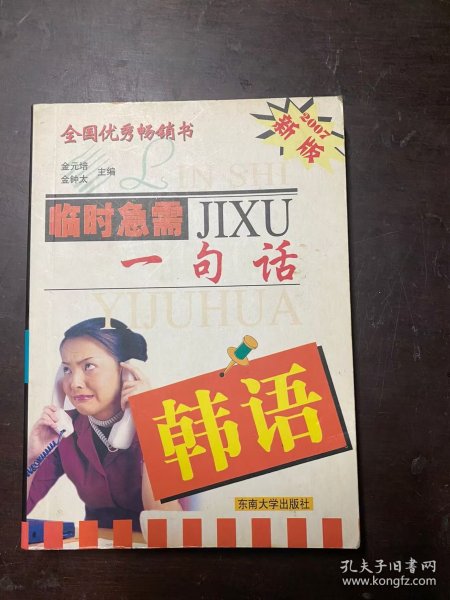 全国优秀畅销书
2007
新版
金元培
金钟太
主编
LIN SHI
临时急需
JIXU
一句话
YIJUHUA
韩语
东南大学出版社
孔夫子旧书网
www.kongfz.com